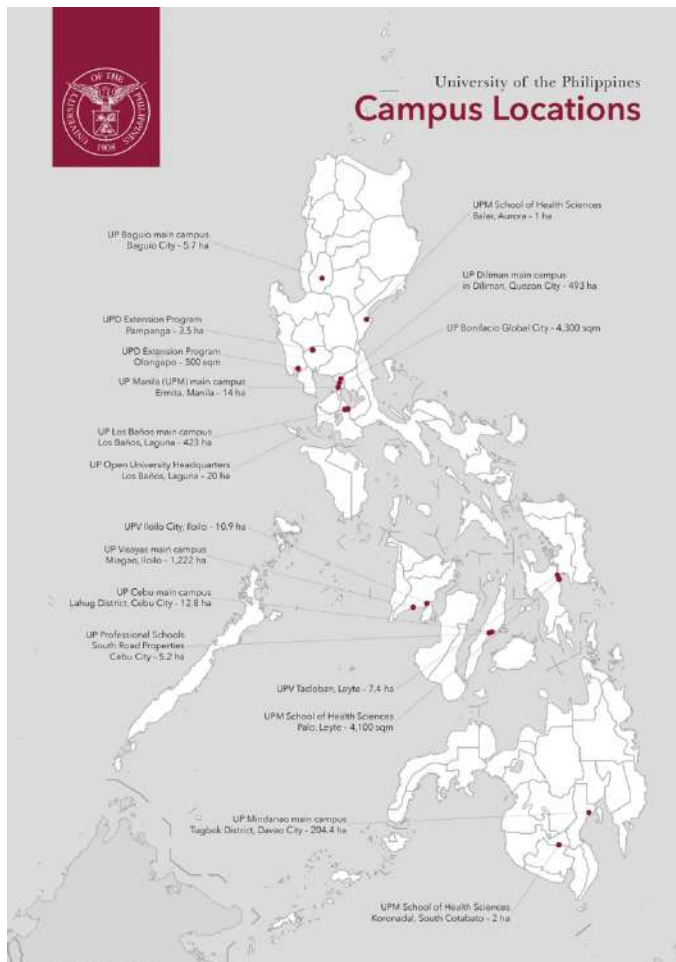 UNIVERSITY OF THE PHILIPPINES
1908
University of the Philippines
Campus Locations
UPM School of Health Sciences
Baler, Aurora - 1 ha
UP Baguio main campus
Baguio City - 5.7 ha
UP Diliman main campus
in Diliman, Quezon City - 493 ha
UPD Extension Program
Pampanga - 3.5 ha
UP Bonifacio Global City - 4,300 sqm
UPD Extension Program
Olongapo - 500 sqm
UP Manila (UPM) main campus
Ermita, Manila - 14 ha
UP Los Baños main campus
Los Baños, Laguna - 423 ha
UP Open University Headquarters
Los Baños, Laguna - 20 ha
UPV Iloilo City, Iloilo - 10.9 ha
UP Visayas main campus
Miagao, Iloilo - 1,222 ha
UP Cebu main campus
Lahug District, Cebu City - 12.8 ha
UP Professional Schools
South Road Properties
Cebu City - 5.2 ha
UPV Tacloban, Leyte - 7.4 ha
UPM School of Health Sciences
Palo, Leyte - 4,100 sqm
UP Mindanao main campus
Tugbok District, Davao City - 204.4 ha
UPM School of Health Sciences
Koronadal, South Cotabato - 2 ha